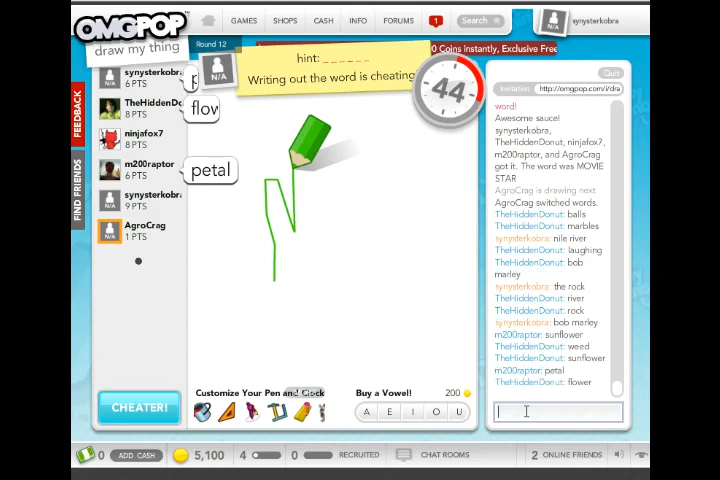 OMGPOP
GAMES SHOPS CASH INFO FORUMS 1 Search N/A synysterkobra
draw my thing
Round 12
0 Coins Instantly, Exclusive Free
hint: _ _ _ _ _ _
Writing out the word is cheating
N/A
44
FEEDBACK
FIND FRIENDS
N/A synysterkobra
6 PTS
p
TheHiddenDo
8 PTS
flow
ninjafox7
8 PTS
m200raptor
6 PTS
petal
N/A synysterkobra
9 PTS
N/A AgroCrag
1 PTS
CHEATER!
Customize Your Pen and Clock
Buy a Vowel! 200
A E I O U
Quit
Invitation http://omgpop.com/i/dra
word!
Awesome sauce!
synysterkobra,
TheHiddenDonut, ninjafox7,
m200raptor, and AgroCrag
got it. The word was MOVIE
STAR
AgroCrag is drawing next
AgroCrag switched words.
TheHiddenDonut: balls
TheHiddenDonut: marbles
synysterkobra: nile river
TheHiddenDonut: laughing
TheHiddenDonut: bob
marley
synysterkobra: the rock
TheHiddenDonut: river
TheHiddenDonut: rock
synysterkobra: bob marley
m200raptor: sunflower
TheHiddenDonut: weed
TheHiddenDonut: sunflower
m200raptor: petal
TheHiddenDonut: flower
0 ADD CASH 5,100 4 0 RECRUITED CHAT ROOMS 2 ONLINE FRIENDS